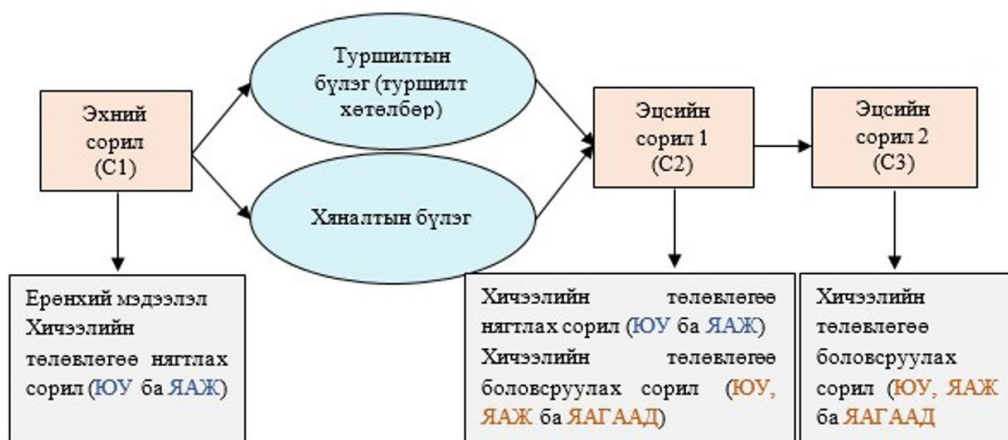 Туршилтын
бүлэг (туршилт
хөтөлбөр)
Эхний
сорил
(С1)
Хяналтын бүлэг
Эцсийн
сорил 1
(С2)
Эцсийн
сорил 2
(С3)
Ерөнхий мэдээлэл
Хичээлийн
төлөвлөгөө нягтлах
сорил (ЮУ ба ЯАЖ)
Хичээлийн төлөвлөгөө
нягтлах сорил (ЮУ ба ЯАЖ)
Хичээлийн төлөвлөгөө
боловсруулах сорил (ЮУ,
ЯАЖ ба ЯАГААД)
Хичээлийн
төлөвлөгөө
боловсруулах
сорил (ЮУ, ЯАЖ
ба ЯАГААД